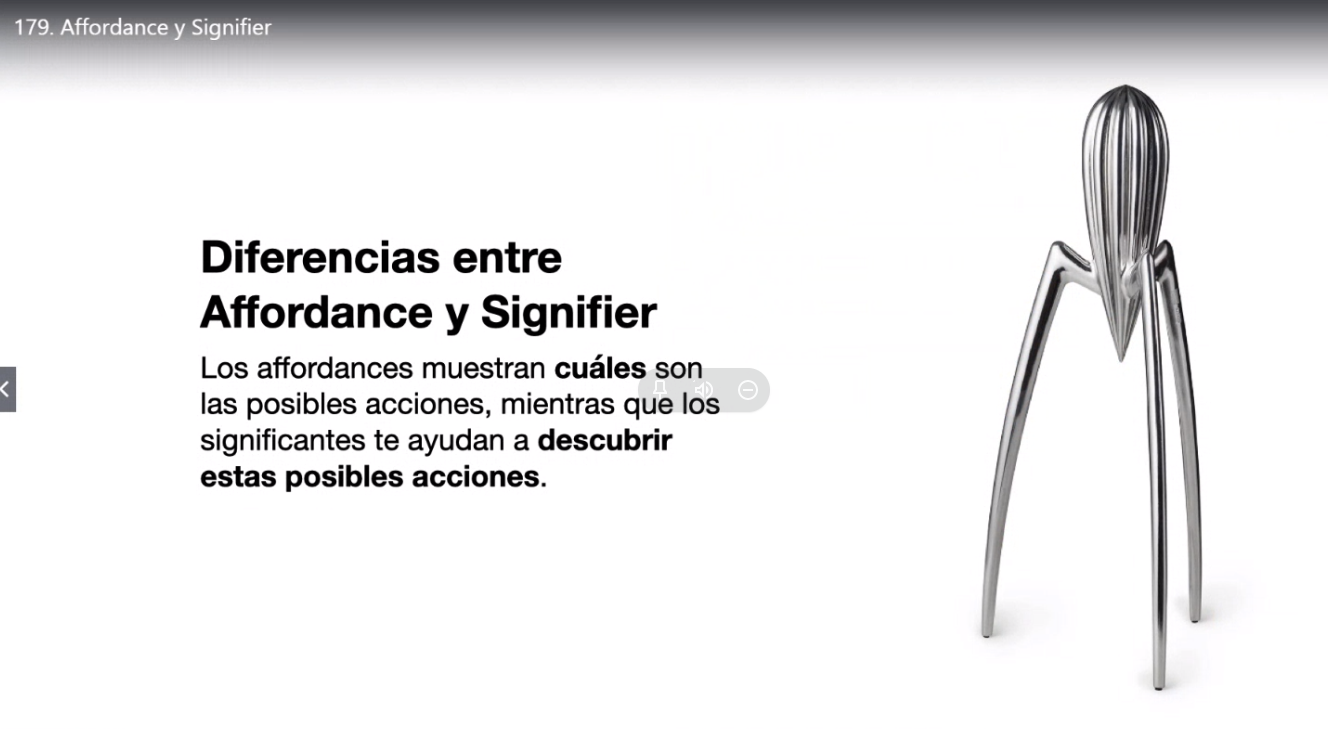 179. Affordance y Signifier
Diferencias entre
Affordance y Signifier
Los affordances muestran cuáles son
las posibles acciones, mientras que los
significantes te ayudan a descubrir
estas posibles acciones.